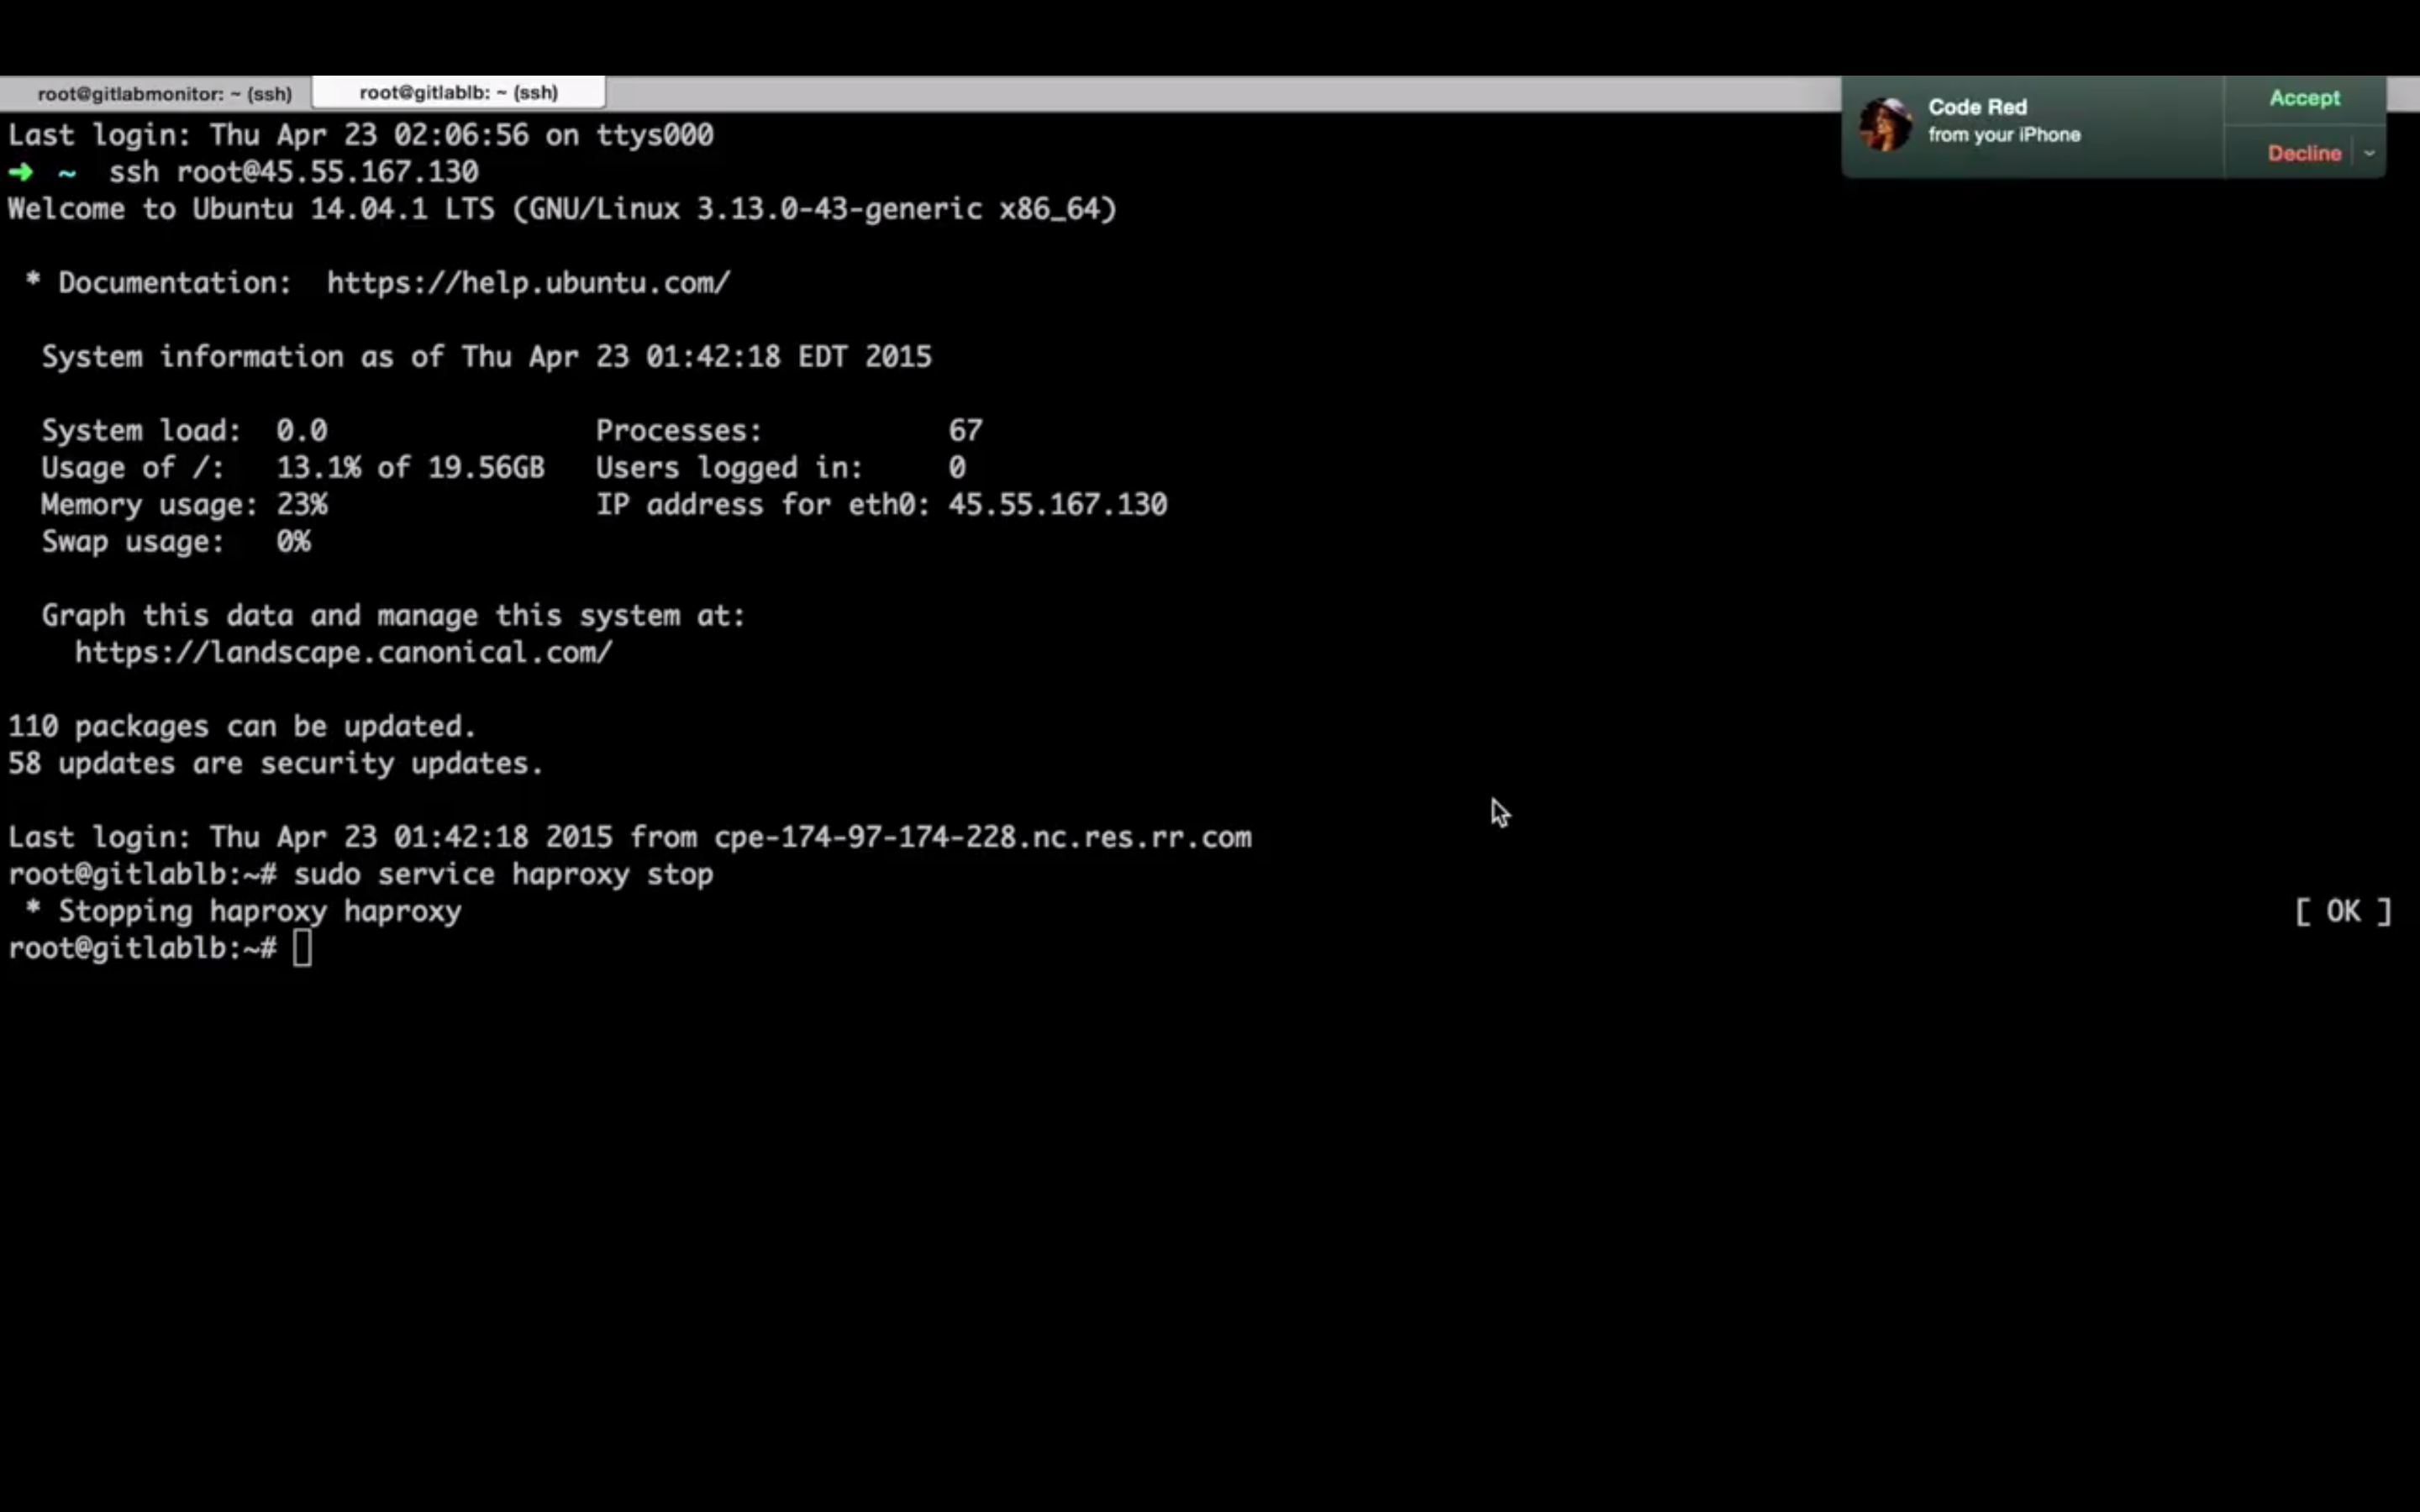 root@gitlabmonitor: ~ (ssh)
root@gitlablb: ~ (ssh)
Code Red
from your iPhone
Accept
Decline
Last login: Thu Apr 23 02:06:56 on ttys000
➜  ~  ssh root@45.55.167.130
Welcome to Ubuntu 14.04.1 LTS (GNU/Linux 3.13.0-43-generic x86_64)
 * Documentation:  https://help.ubuntu.com/
  System information as of Thu Apr 23 01:42:18 EDT 2015
  System load:  0.0                Processes:           67
  Usage of /:   13.1% of 19.56GB   Users logged in:     0
  Memory usage: 23%                IP address for eth0: 45.55.167.130
  Swap usage:   0%
  Graph this data and manage this system at:
    https://landscape.canonical.com/
110 packages can be updated.
58 updates are security updates.
Last login: Thu Apr 23 01:42:18 2015 from cpe-174-97-174-228.nc.res.rr.com
root@gitlablb:~# sudo service haproxy stop
 * Stopping haproxy haproxy [ OK ]
root@gitlablb:~#